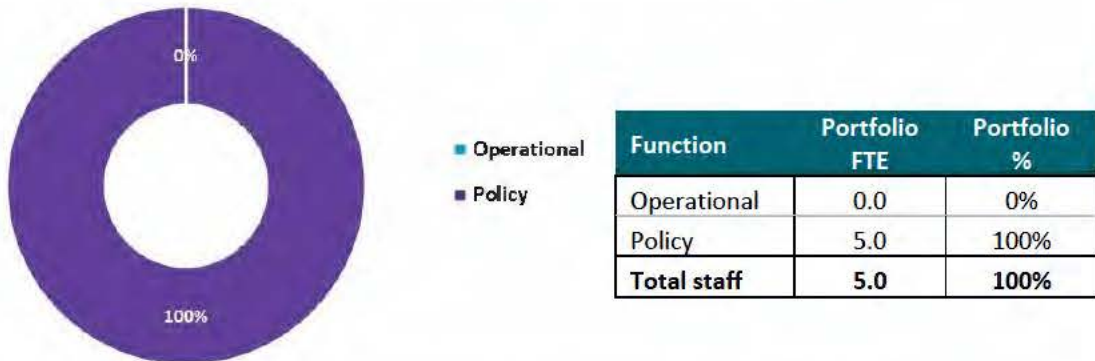 0%
100%
Operational
Policy
Function Portfolio FTE Portfolio %
Operational 0.0 0%
Policy 5.0 100%
Total staff 5.0 100%